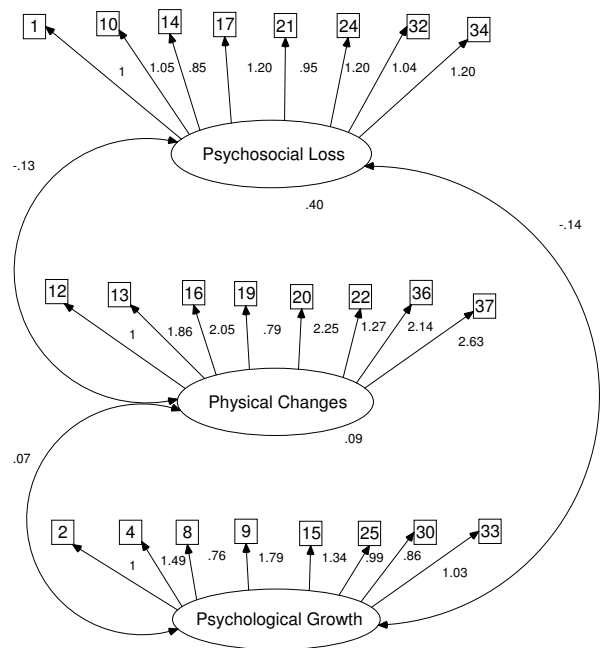 1 10 14 17 21 24 32 34
1 1.05 .85 1.20 .95 1.20 1.04 1.20
Psychosocial Loss
-.13
.40
-.14
12 13 16 19 20 22 36 37
1 1.86 2.05 .79 2.25 1.27 2.14 2.63
Physical Changes
.09
.07
2 4 8 9 15 25 30 33
1 1.49 .76 1.79 1.34 .99 .86 1.03
Psychological Growth